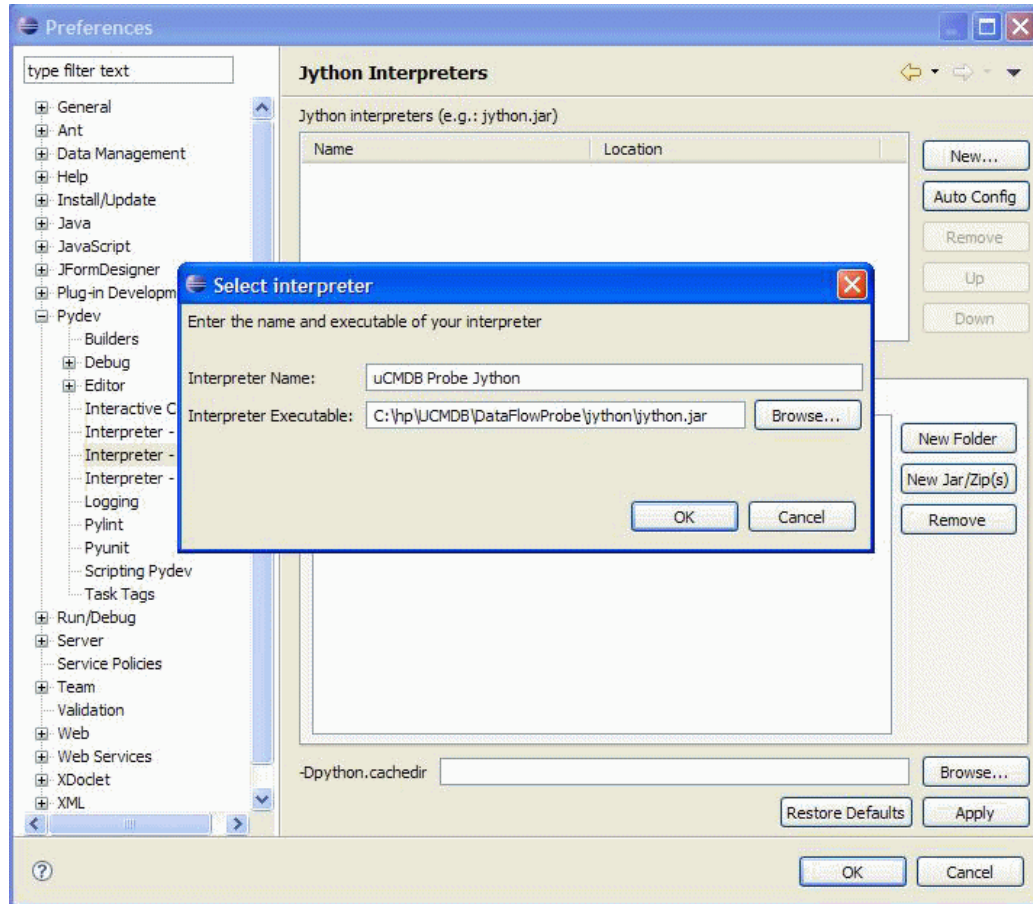 Preferences
type filter text
Jython Interpreters
General
Ant
Data Management
Help
Install/Update
Java
JavaScript
JFormDesigner
Plug-in Developm
Pydev
Builders
Debug
Editor
Interactive C
Interpreter -
Interpreter -
Interpreter -
Logging
Pylint
Pyunit
Scripting Pydev
Task Tags
Run/Debug
Server
Service Policies
Team
Validation
Web
Web Services
XDoclet
XML
Jython interpreters (e.g.: jython.jar)
Name Location
New...
Auto Config
Remove
Up
Down
Select interpreter
Enter the name and executable of your interpreter
Interpreter Name: uCMDB Probe Jython
Interpreter Executable: C:\hp\UCMDB\DataFlowProbe\jython\jython.jar Browse...
OK Cancel
New Folder
New Jar/Zip(s)
Remove
-Dpython.cachedir Browse...
Restore Defaults Apply
? OK Cancel